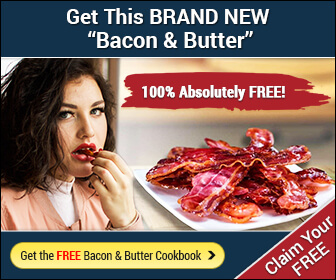 Get This BRAND NEW
“Bacon & Butter”
100% Absolutely FREE!
Get the FREE Bacon & Butter Cookbook
Claim Your
FREE